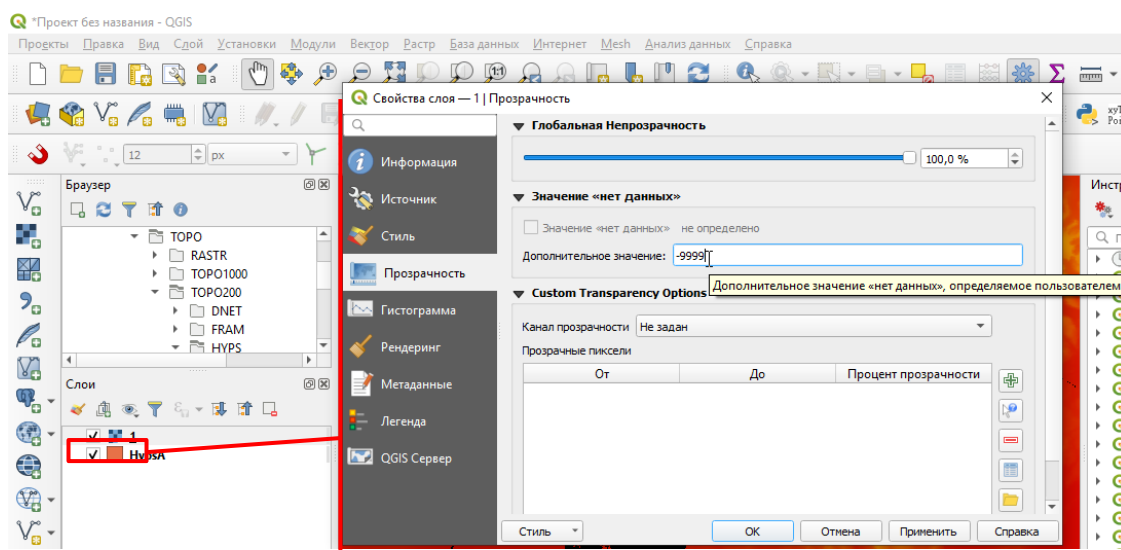 *Проект без названия - QGIS
Проекты Правка Вид Слой Установки Модули Вектор Растр База данных Интернет Mesh Анализ данных Справка
1:1
12 px
Браузер
TOPO
RASTR
TOPO1000
TOPO200
DNET
FRAM
HYPS
Слои
1
HypsA
Свойства слоя — 1 | Прозрачность
Информация
Источник
Стиль
Прозрачность
Гистограмма
Рендеринг
Метаданные
Легенда
QGIS Сервер
Глобальная Непрозрачность
100,0 %
Значение «нет данных»
Значение «нет данных» не определено
Дополнительное значение: -9999
Дополнительное значение «нет данных», определяемое пользователем
Custom Transparency Options
Канал прозрачности Не задан
Прозрачные пиксели
От До Процент прозрачности
Стиль OK Отмена Применить Справка